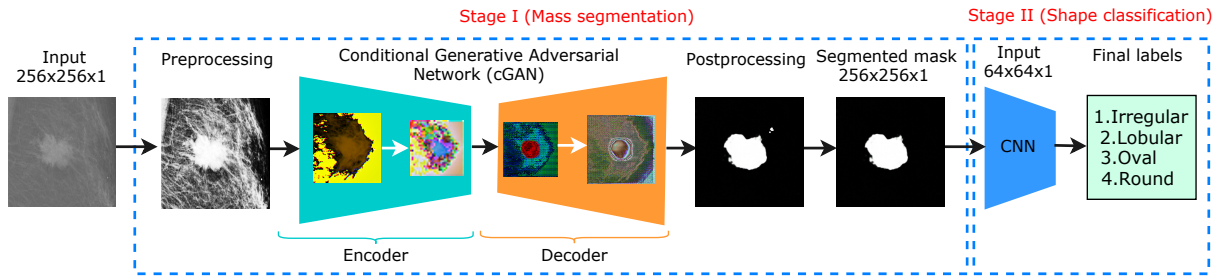 Stage I (Mass segmentation)
Stage II (Shape classification)
Input
256x256x1
Preprocessing
Conditional Generative Adversarial
Network (cGAN)
Postprocessing
Segmented mask
256x256x1
Input
64x64x1
Final labels
CNN
1.Irregular
2.Lobular
3.Oval
4.Round
Encoder
Decoder